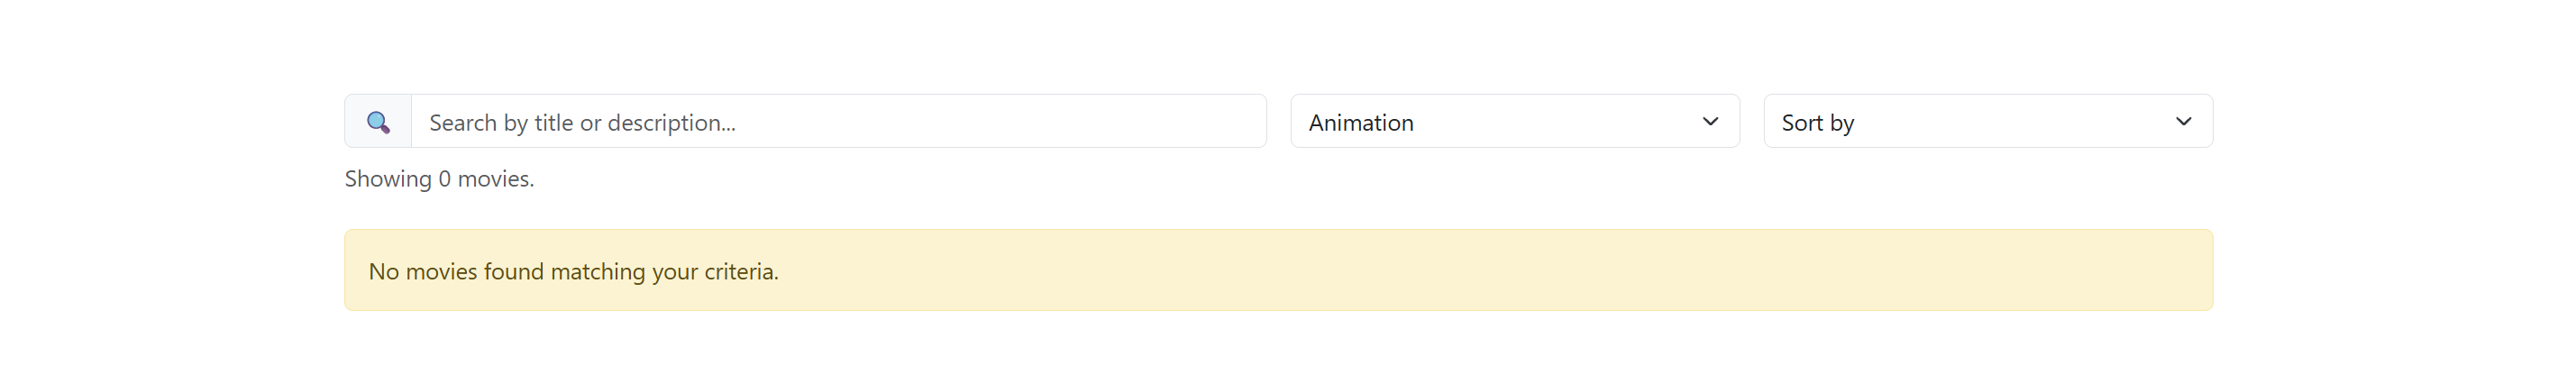 Search by title or description...
Animation
Sort by
Showing 0 movies.
No movies found matching your criteria.